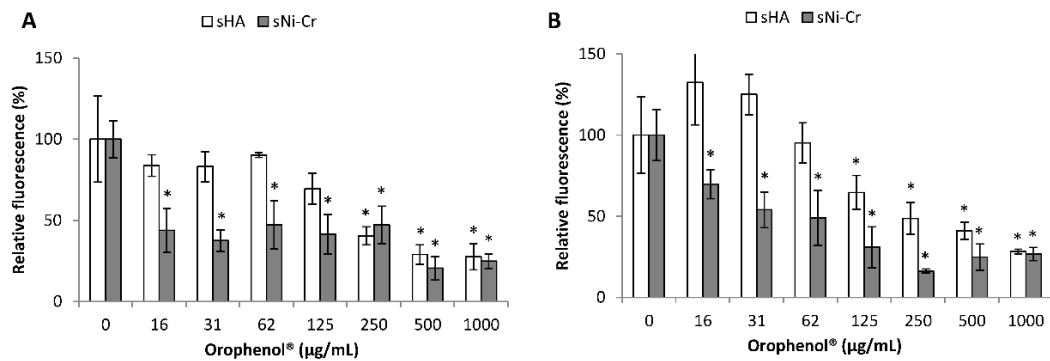 A
sHA sNi-Cr
Relative fluorescence (%)
150
100
50
0
* * * * * * * * * *
0 16 31 62 125 250 500 1000
Orophenol® (µg/mL)
B
sHA sNi-Cr
Relative fluorescence (%)
150
100
50
0
* * * * * * * * * * *
0 16 31 62 125 250 500 1000
Orophenol® (µg/mL)